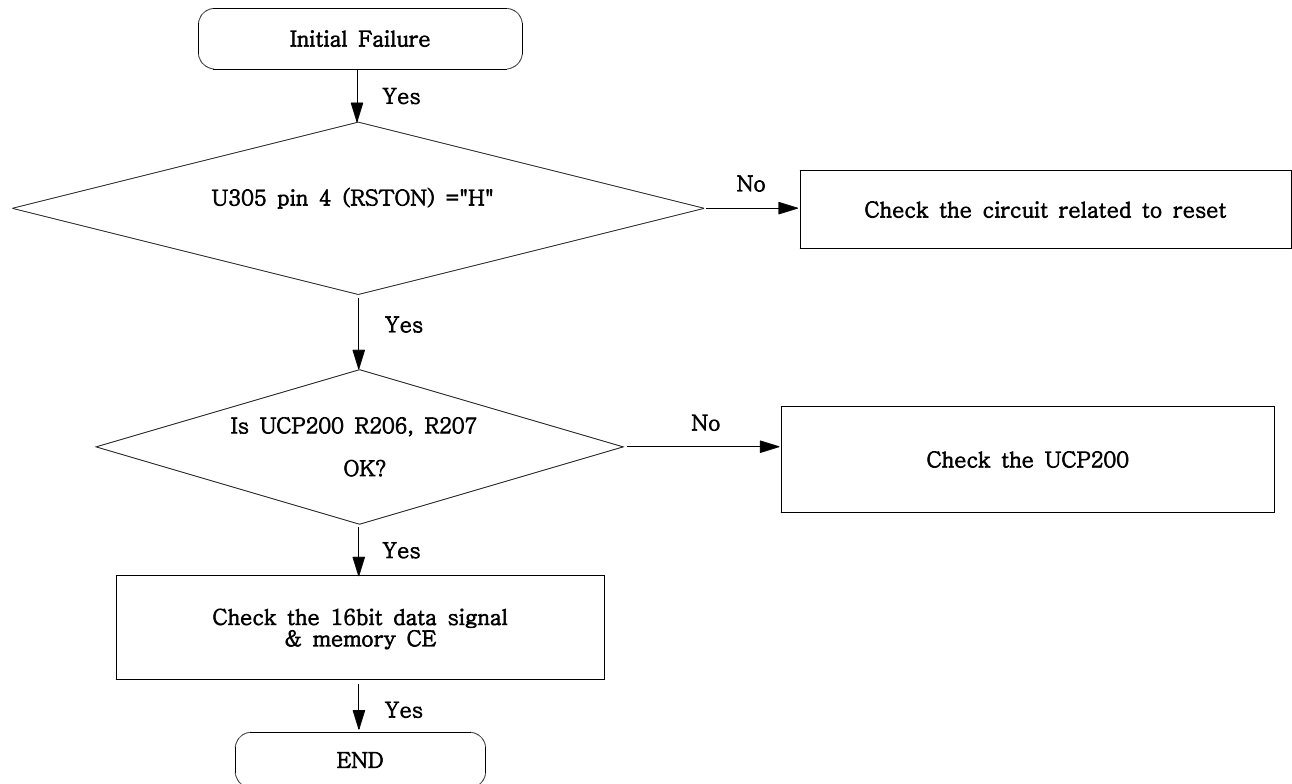 Initial Failure
Yes
U305 pin 4 (RSTON) ="H"
No
Check the circuit related to reset
Yes
Is UCP200 R206, R207
OK?
No
Check the UCP200
Yes
Check the 16bit data signal
& memory CE
Yes
END